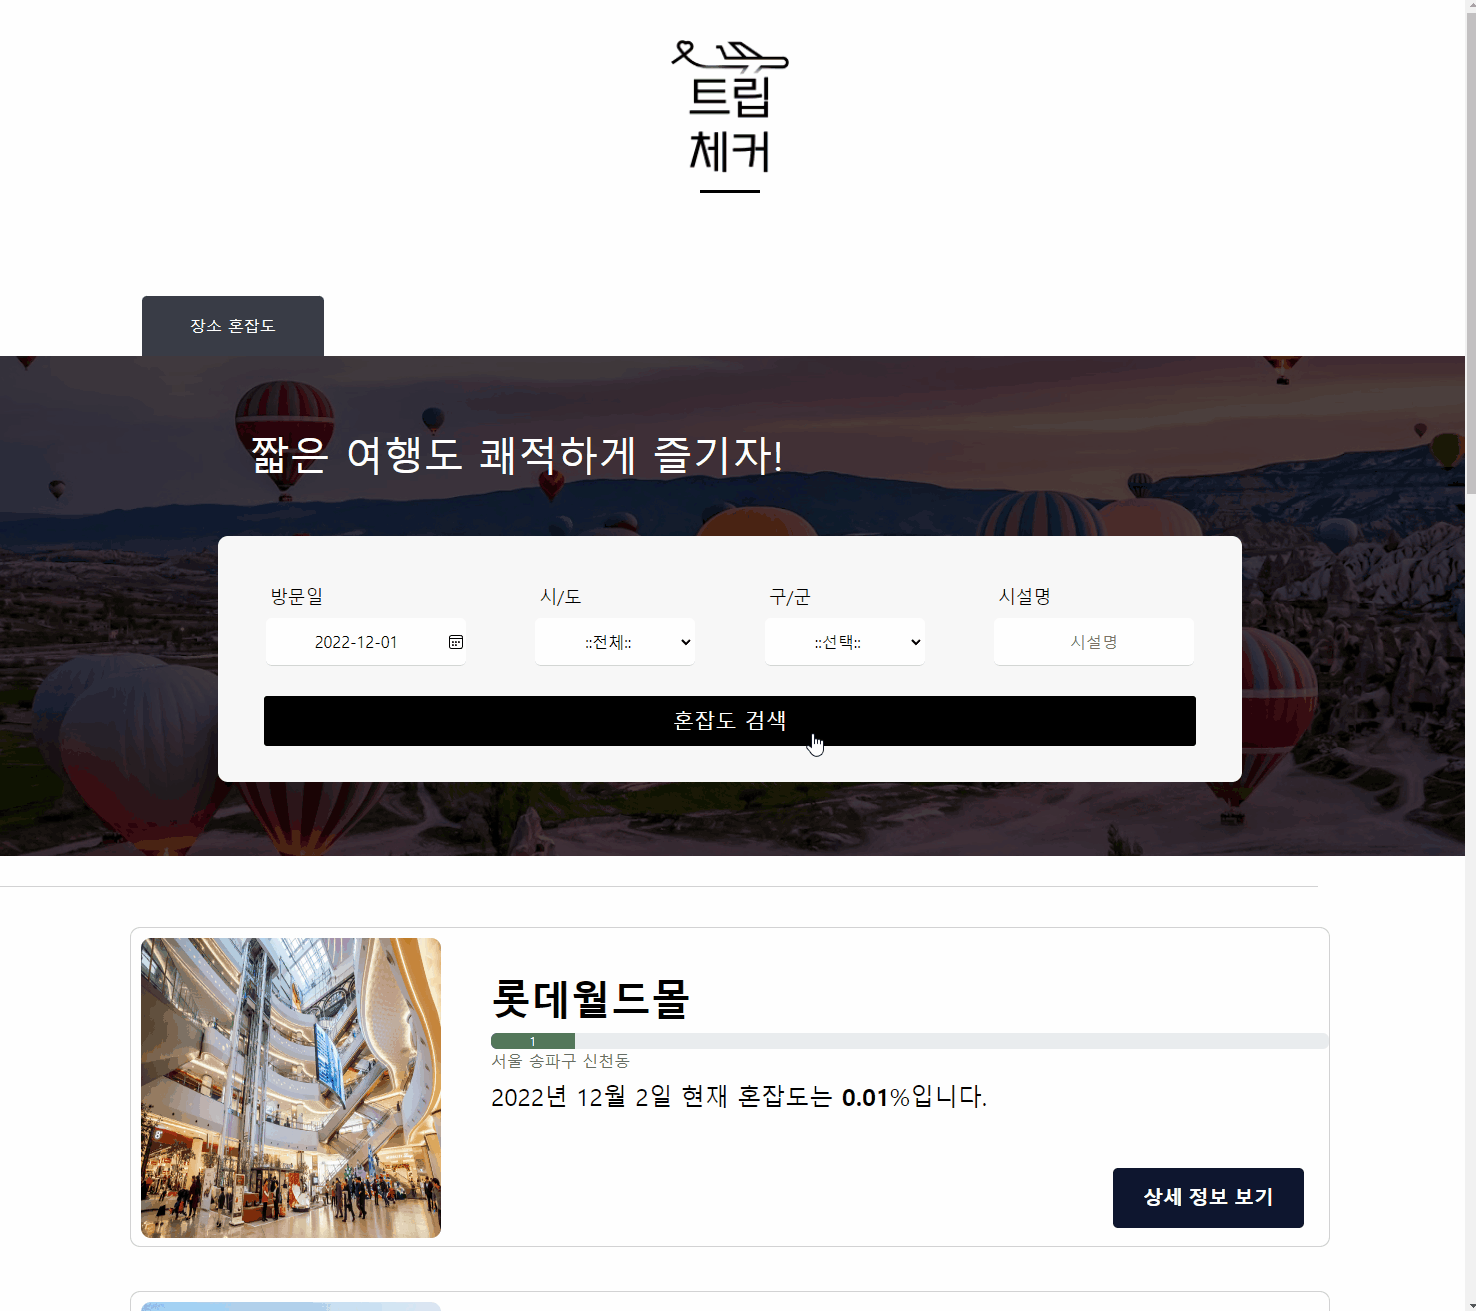 트립
체커
장소 혼잡도
짧은 여행도 쾌적하게 즐기자!
방문일
시/도
구/군
시설명
2022-12-01
::전체::
::선택::
시설명
혼잡도 검색
롯데월드몰
1
서울 송파구 신천동
2022년 12월 2일 현재 혼잡도는 0.01%입니다.
상세 정보 보기